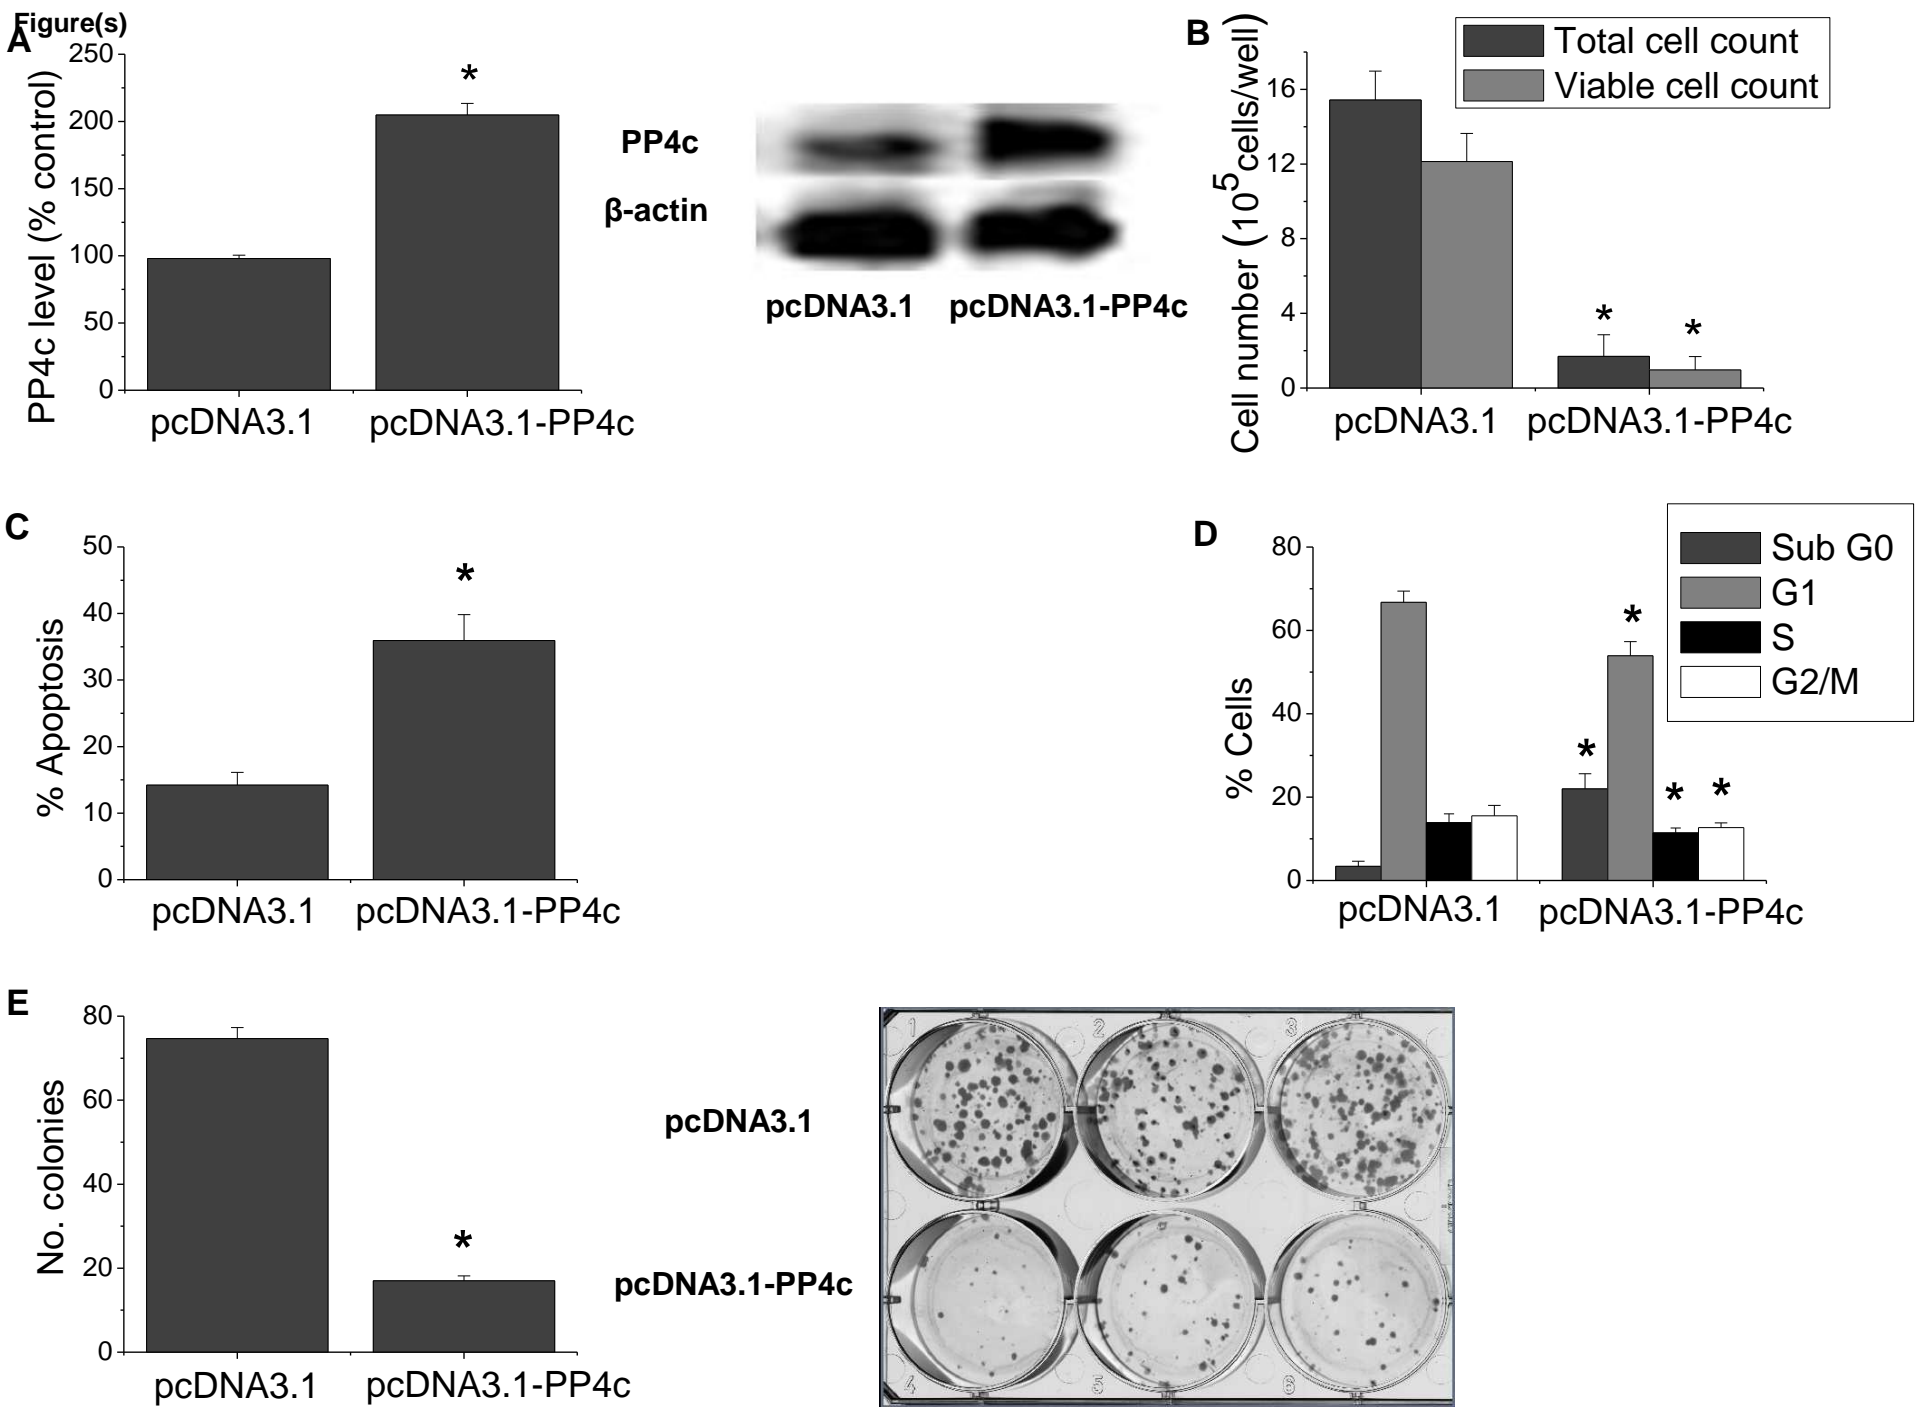 Figure(s)
A
PP4c level (% control)
250
200
150
100
50
0
*
pcDNA3.1
pcDNA3.1-PP4c
PP4c
β-actin
pcDNA3.1
pcDNA3.1-PP4c
B
Cell number (10^5 cells/well)
16
12
8
4
0
Total cell count
Viable cell count
*
*
pcDNA3.1
pcDNA3.1-PP4c
C
% Apoptosis
50
40
30
20
10
0
*
pcDNA3.1
pcDNA3.1-PP4c
D
% Cells
80
60
40
20
0
Sub G0
G1
S
G2/M
*
*
*
*
pcDNA3.1
pcDNA3.1-PP4c
E
No. colonies
80
60
40
20
0
*
pcDNA3.1
pcDNA3.1-PP4c
pcDNA3.1
pcDNA3.1-PP4c
1
2
3
4
5
6